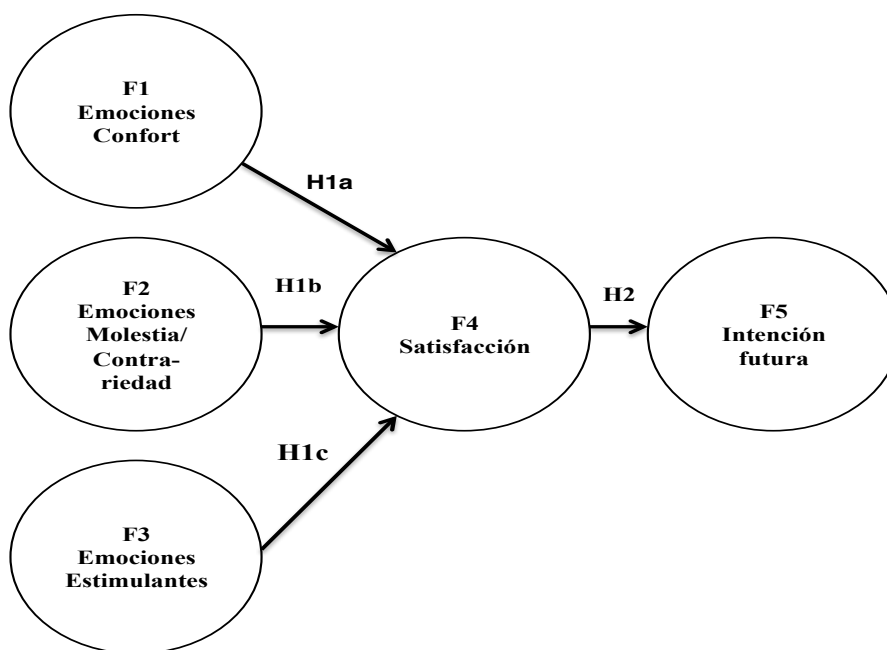 F1
Emociones
Confort
H1a
F2
Emociones
Molestia/
Contra-
riedad
H1b
F4
Satisfacción
H2
F5
Intención
futura
H1c
F3
Emociones
Estimulantes